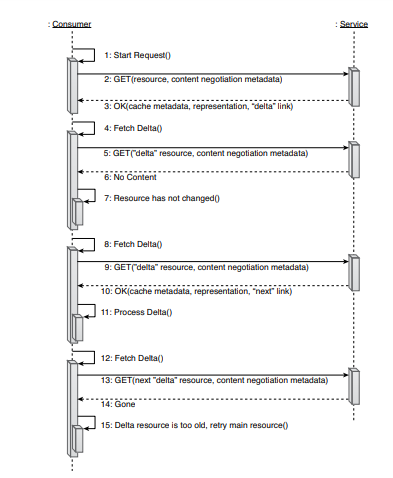 : Consumer
: Service
1: Start Request()
2: GET(resource, content negotiation metadata)
3: OK(cache metadata, representation, “delta” link)
4: Fetch Delta()
5: GET(“delta” resource, content negotiation metadata)
6: No Content
7: Resource has not changed()
8: Fetch Delta()
9: GET(“delta” resource, content negotiation metadata)
10: OK(cache metadata, representation, “next” link)
11: Process Delta()
12: Fetch Delta()
13: GET(next “delta” resource, content negotiation metadata)
14: Gone
15: Delta resource is too old, retry main resource()